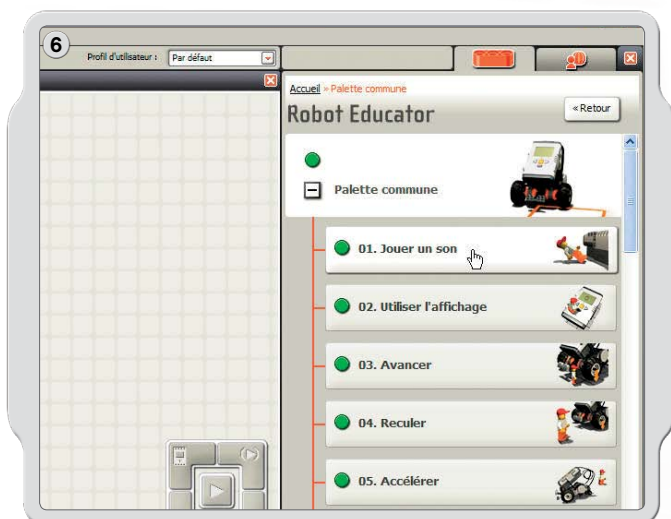 6
Profil d'utilisateur : Par défaut
Accueil » Palette commune
Robot Educator
« Retour
Palette commune
01. Jouer un son
02. Utiliser l'affichage
03. Avancer
04. Reculer
05. Accélérer